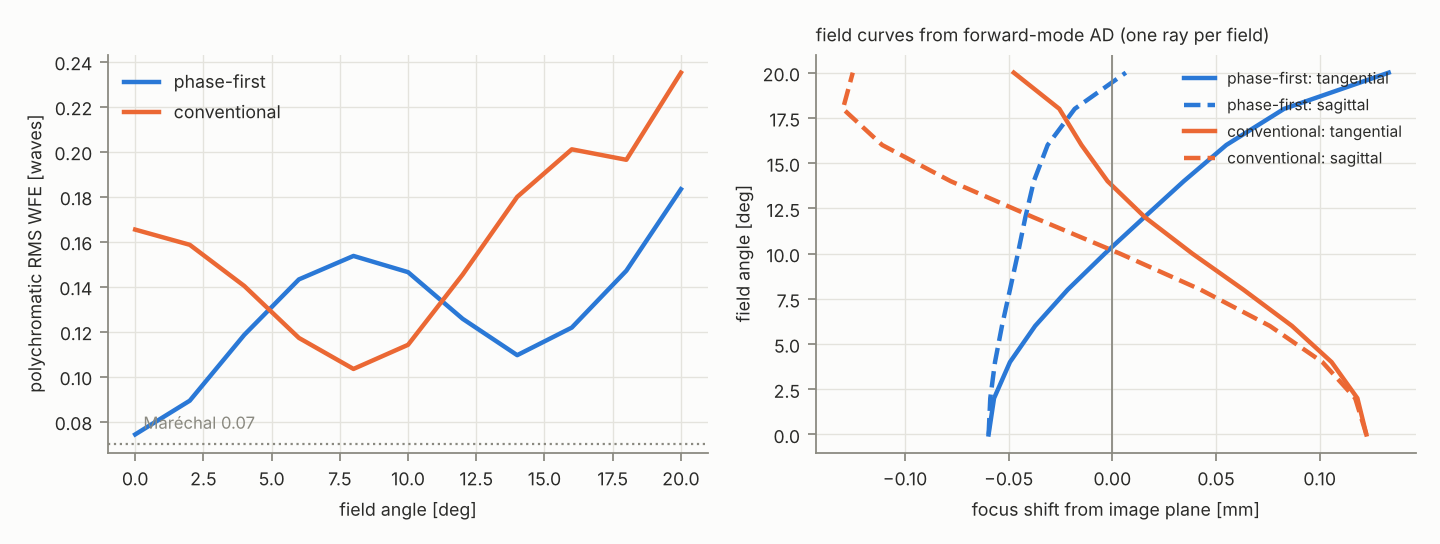 polychromatic RMS WFE [waves]
0.24
0.22
0.20
0.18
0.16
0.14
0.12
0.10
0.08
phase-first
conventional
Maréchal 0.07
0.0 2.5 5.0 7.5 10.0 12.5 15.0 17.5 20.0
field angle [deg]
field curves from forward-mode AD (one ray per field)
field angle [deg]
20.0
17.5
15.0
12.5
10.0
7.5
5.0
2.5
0.0
phase-first: tangential
phase-first: sagittal
conventional: tangential
conventional: sagittal
−0.10 −0.05 0.00 0.05 0.10
focus shift from image plane [mm]